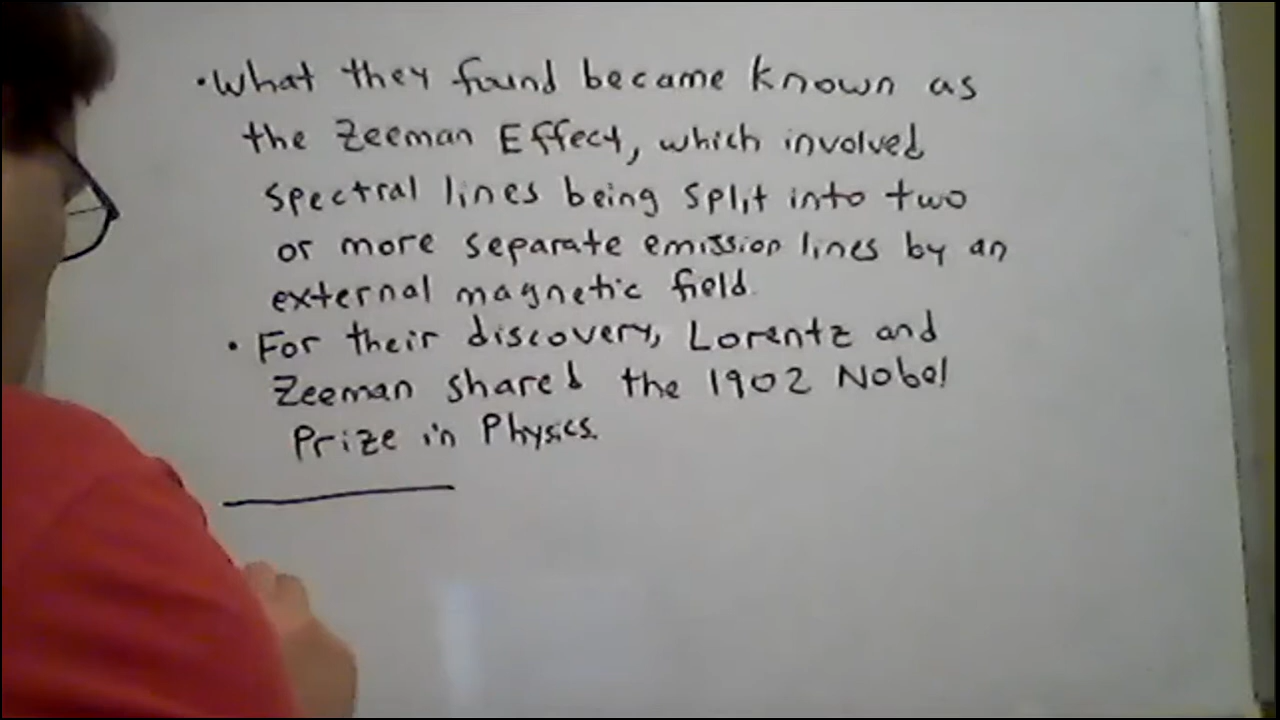 • What they found became known as
the Zeeman Effect, which involved
spectral lines being split into two
or more separate emission lines by an
external magnetic field.
• For their discovery, Lorentz and
Zeeman shared the 1902 Nobel
Prize in Physics.